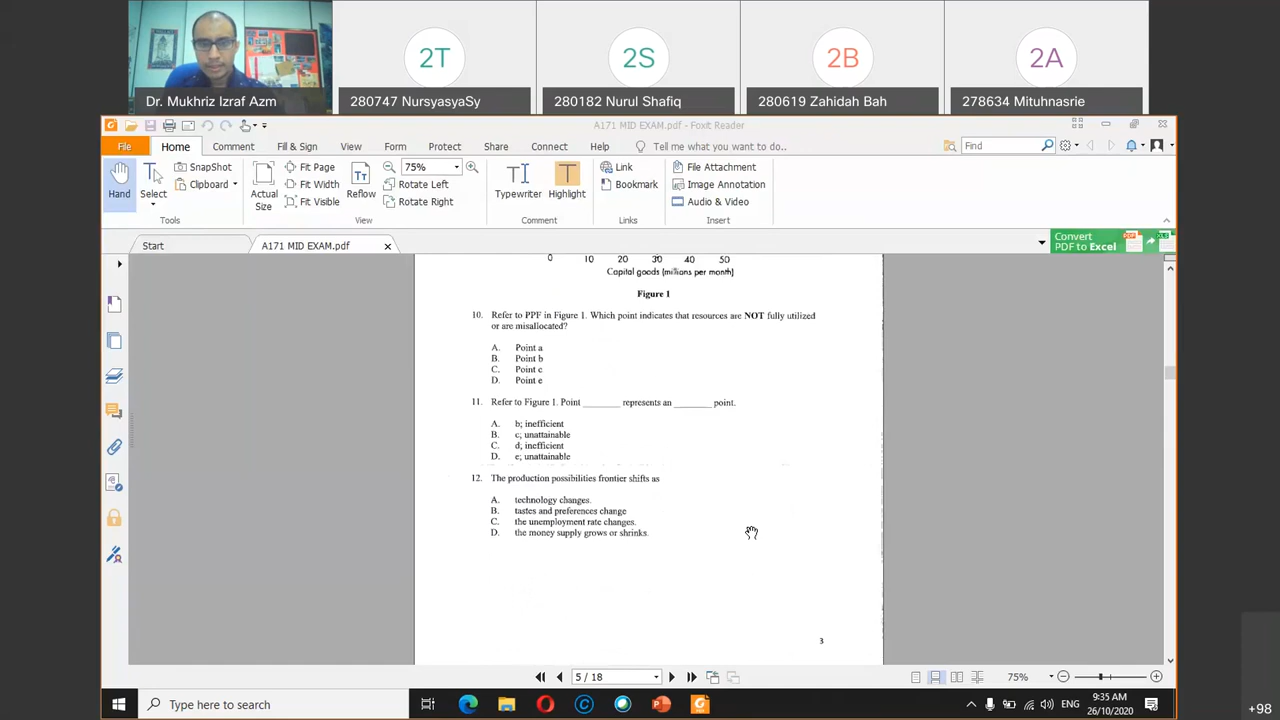 2T
2S
2B
2A
Dr. Mukhriz Izraf Azm
280747 NursyasyaSy
280182 Nurul Shafiq
280619 Zahidah Bah
278634 Mituhnasrie
A171 MID EXAM.pdf - Foxit Reader
File Home Comment Fill & Sign View Form Protect Share Connect Help Tell me what you want to do... Find
Hand
Select
SnapShot
Clipboard
Tools
Actual Size
Reflow
Fit Page
Fit Width
Fit Visible
75%
Rotate Left
Rotate Right
View
Typewriter
Highlight
Comment
Link
Bookmark
Links
File Attachment
Image Annotation
Audio & Video
Insert
Start
A171 MID EXAM.pdf
Convert
PDF to Excel
0 10 20 30 40 50
Capital goods (millions per month)
Figure 1
10. Refer to PPF in Figure 1. Which point indicates that resources are NOT fully utilized
or are misallocated?
A. Point a
B. Point b
C. Point c
D. Point e
11. Refer to Figure 1. Point ________ represents an ________ point.
A. b; inefficient
B. c; unattainable
C. d; inefficient
D. e; unattainable
12. The production possibilities frontier shifts as
A. technology changes.
B. tastes and preferences change
C. the unemployment rate changes.
D. the money supply grows or shrinks.
3
5 / 18
75%
Type here to search
ENG
9:35 AM
26/10/2020
+98